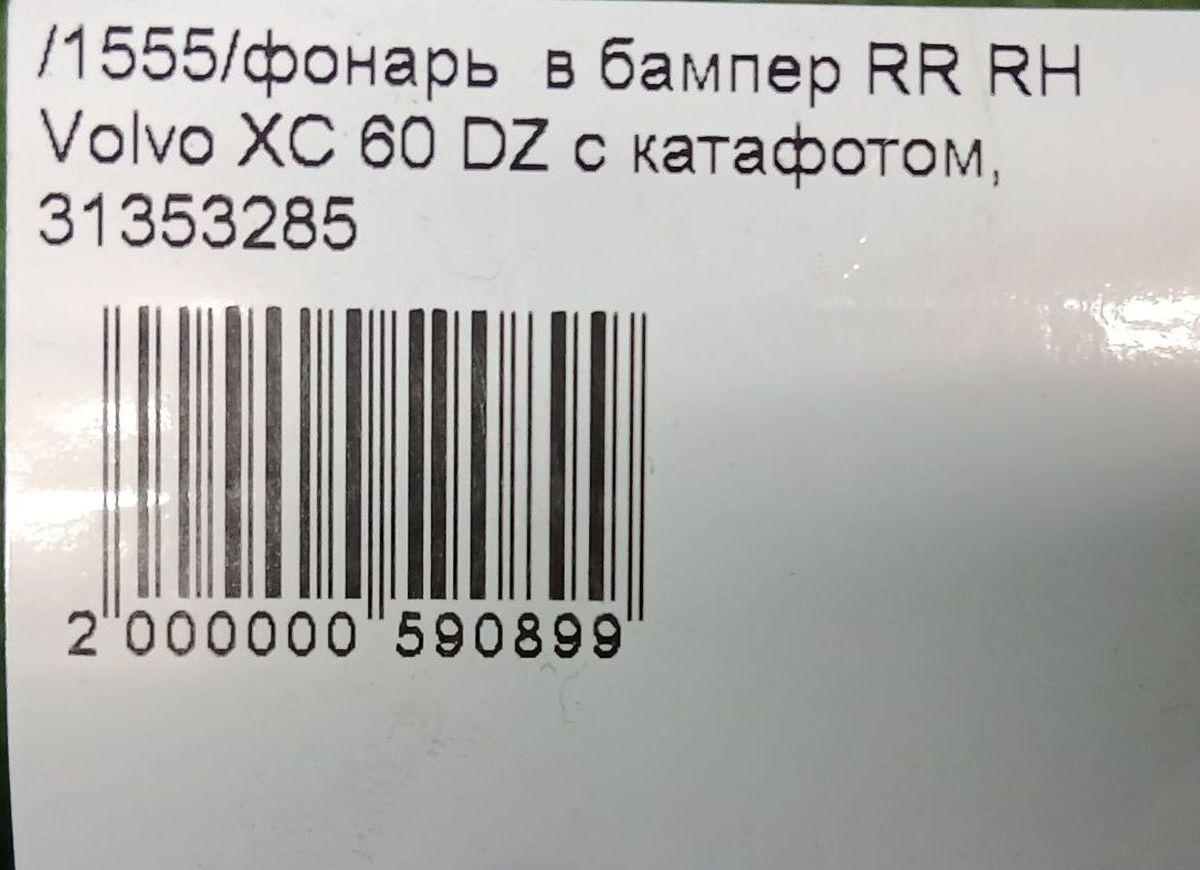 /1555/фонарь в бампер RR RH
Volvo XC 60 DZ с катафотом,
31353285
2 000000 590899